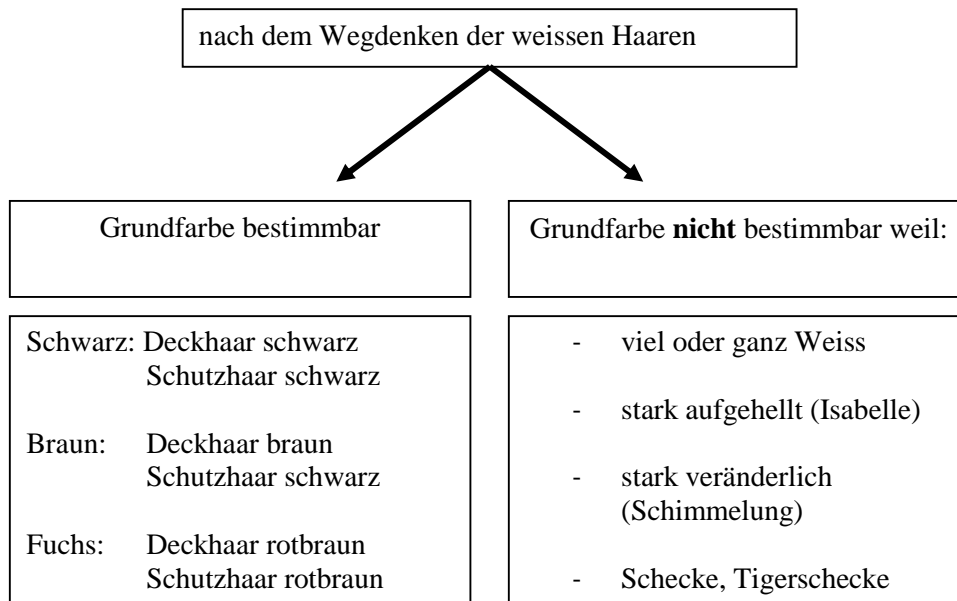 nach dem Wegdenken der weissen Haaren
Grundfarbe bestimmbar
Schwarz: Deckhaar schwarz
Schutzhaar schwarz
Braun: Deckhaar braun
Schutzhaar schwarz
Fuchs: Deckhaar rotbraun
Schutzhaar rotbraun
Grundfarbe nicht bestimmbar weil:
- viel oder ganz Weiss
- stark aufgehellt (Isabelle)
- stark veränderlich
(Schimmelung)
- Schecke, Tigerschecke